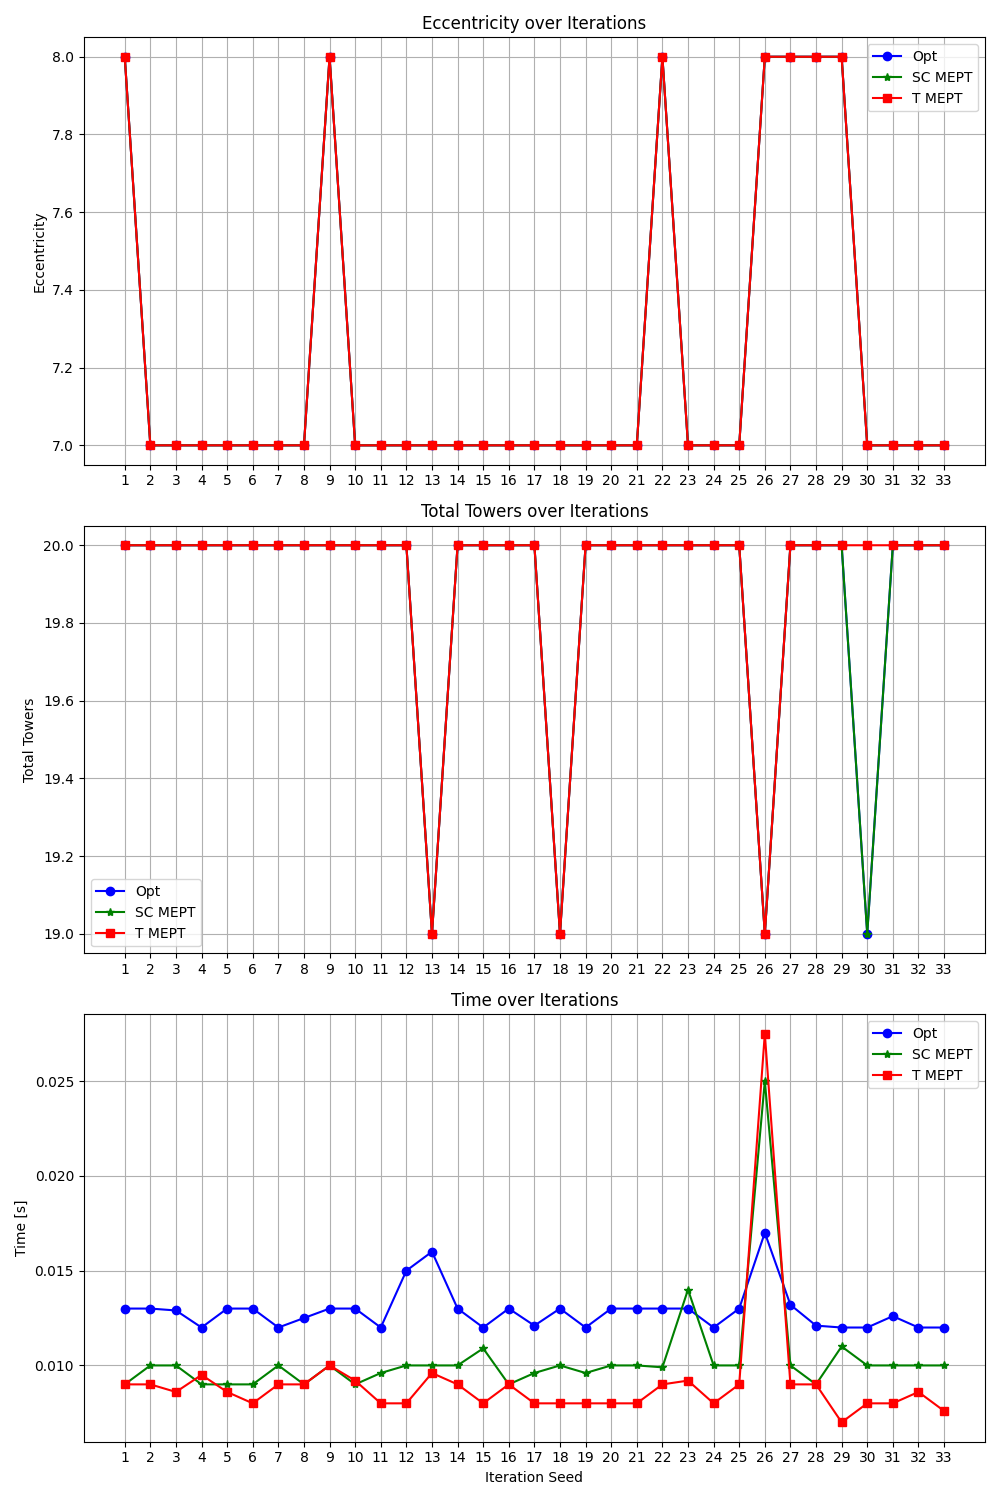 Eccentricity over Iterations
8.0
7.8
7.6
7.4
7.2
7.0
Eccentricity
Opt
SC MEPT
T MEPT
1 2 3 4 5 6 7 8 9 10 11 12 13 14 15 16 17 18 19 20 21 22 23 24 25 26 27 28 29 30 31 32 33
Total Towers over Iterations
20.0
19.8
19.6
19.4
19.2
19.0
Total Towers
Opt
SC MEPT
T MEPT
1 2 3 4 5 6 7 8 9 10 11 12 13 14 15 16 17 18 19 20 21 22 23 24 25 26 27 28 29 30 31 32 33
Time over Iterations
0.025
0.020
0.015
0.010
Time [s]
Opt
SC MEPT
T MEPT
1 2 3 4 5 6 7 8 9 10 11 12 13 14 15 16 17 18 19 20 21 22 23 24 25 26 27 28 29 30 31 32 33
Iteration Seed